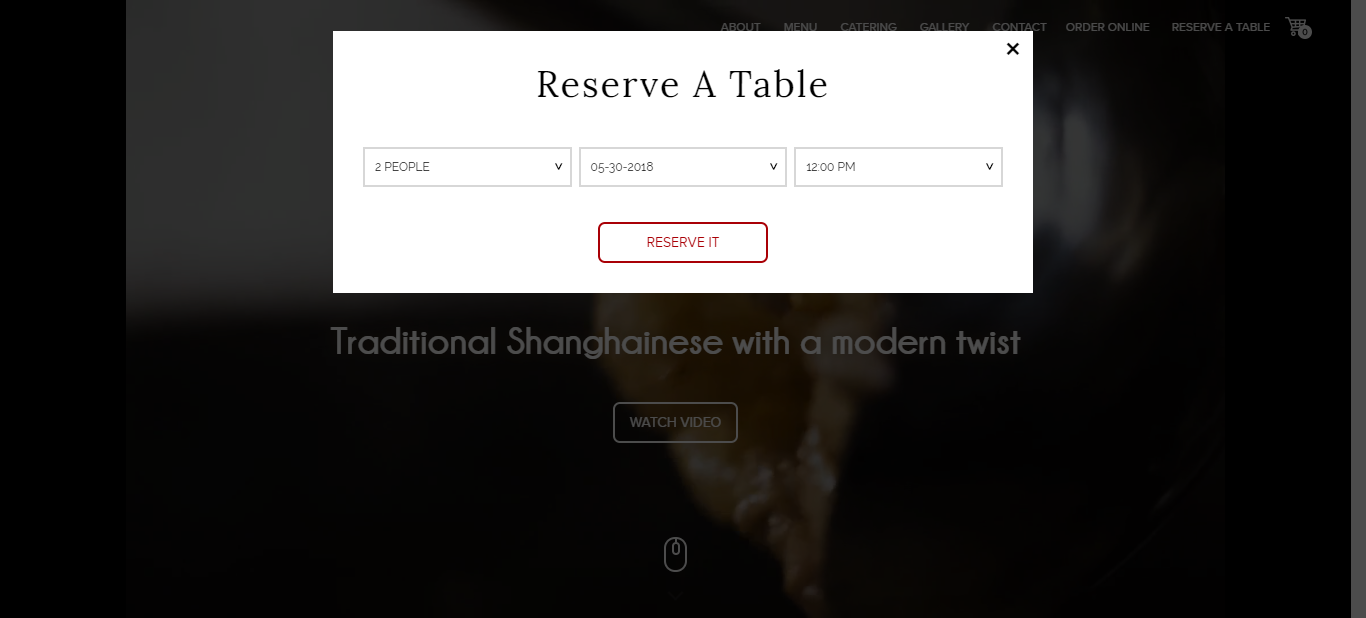 ABOUT MENU CATERING GALLERY CONTACT ORDER ONLINE RESERVE A TABLE 0
Reserve A Table
2 PEOPLE 05-30-2018 12:00 PM
RESERVE IT
Traditional Shanghainese with a modern twist
WATCH VIDEO